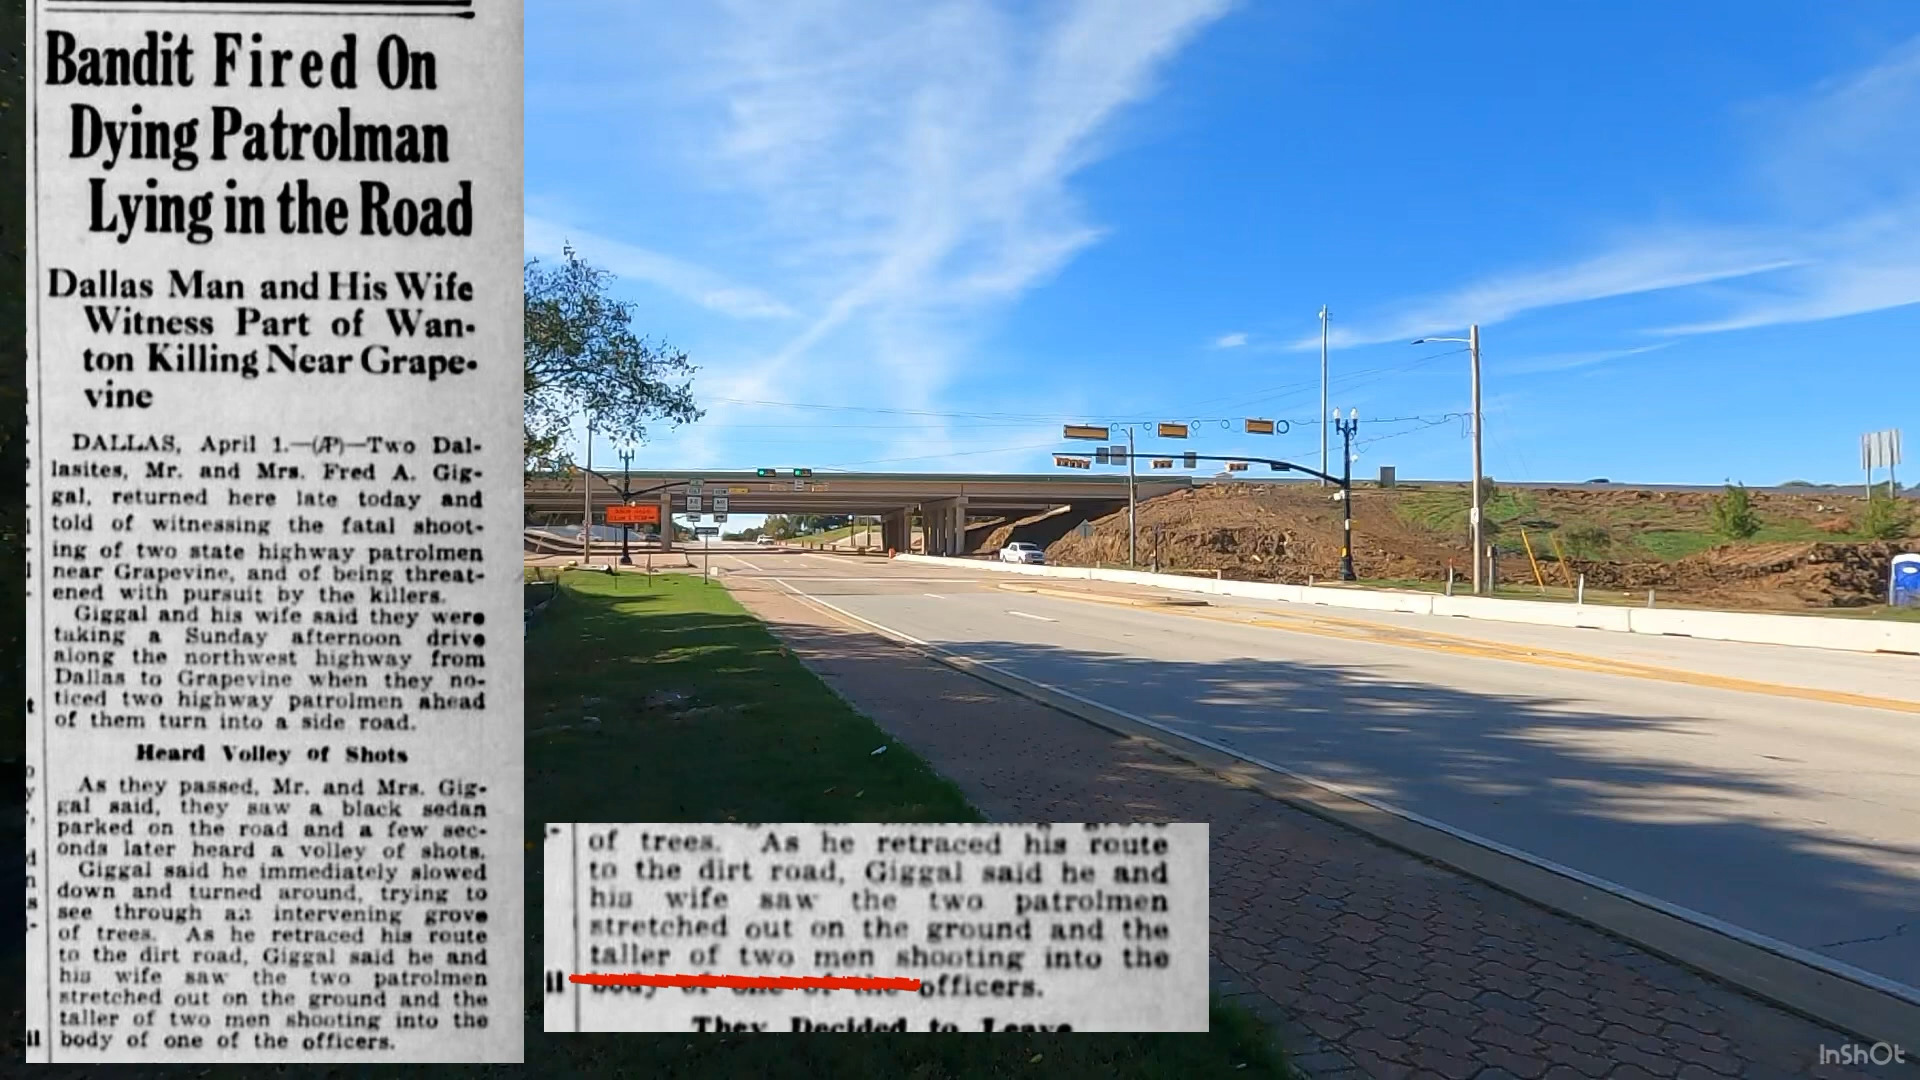 Bandit Fired On
Dying Patrolman
Lying in the Road
Dallas Man and His Wife
Witness Part of Wan-
ton Killing Near Grape-
vine
DALLAS, April 1.—(AP)—Two Dal-
lasites, Mr. and Mrs. Fred A. Gig-
gal, returned here late today and
told of witnessing the fatal shoot-
ing of two state highway patrolmen
near Grapevine, and of being threat-
ened with pursuit by the killers.
Giggal and his wife said they were
taking a Sunday afternoon drive
along the northwest highway from
Dallas to Grapevine when they no-
ticed two highway patrolmen ahead
of them turn into a side road.
Heard Volley of Shots
As they passed, Mr. and Mrs. Gig-
gal said, they saw a black sedan
parked on the road and a few sec-
onds later heard a volley of shots.
Giggal said he immediately slowed
down and turned around, trying to
see through an intervening grove
of trees. As he retraced his route
to the dirt road, Giggal said he and
his wife saw the two patrolmen
stretched out on the ground and the
taller of two men shooting into the
body of one of the officers.
of trees. As he retraced his route
to the dirt road, Giggal said he and
his wife saw the two patrolmen
stretched out on the ground and the
taller of two men shooting into the
body of one of the officers.
They Decided to Leave
InShOt